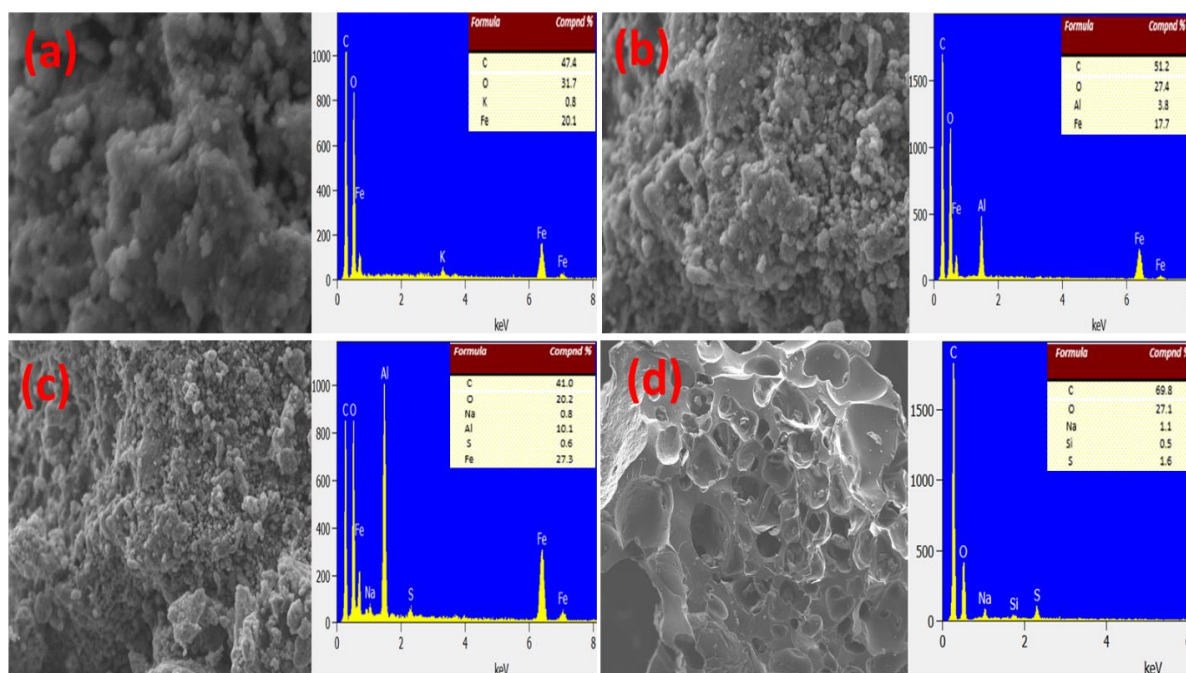 (a)
Formula Compnd %
C 47.4
O 31.7
K 0.8
Fe 20.1
1000
800
600
400
200
0
C
O
Fe
K
Fe
Fe
0 2 4 6 8
keV
(b)
Formula Compnd %
C 51.2
O 27.4
Al 3.8
Fe 17.7
1500
1000
500
0
C
O
Fe
Al
Fe
Fe
0 2 4 6
keV
(c)
Formula Compnd %
C 41.0
O 20.2
Na 0.8
Al 10.1
S 0.6
Fe 27.3
1000
800
600
400
200
0
C O
Fe
Na
Al
S
Fe
Fe
0 2 4 6 8
keV
(d)
Formula Compnd %
C 69.8
O 27.1
Na 1.1
Si 0.5
S 1.6
1500
1000
500
0
C
O
Na
Si
S
0 2 4 6
keV